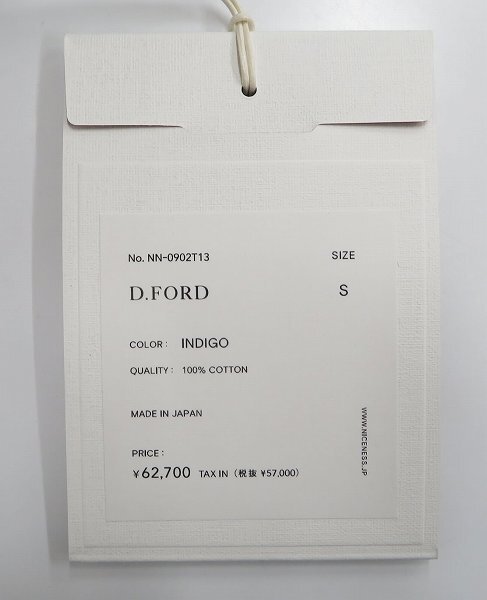 No. NN-0902T13
SIZE
D.FORD
S
COLOR: INDIGO
QUALITY: 100% COTTON
MADE IN JAPAN
PRICE:
¥62,700 TAX IN (税抜 ¥57,000)
WWW.NICENESS.JP